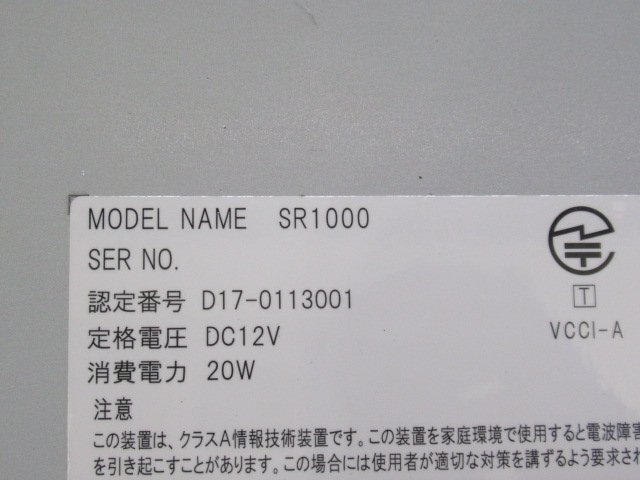 MODEL NAME SR1000
SER NO.
認定番号 D17-0113001
定格電圧 DC12V
消費電力 20W
T
VCCI-A
注意
この装置は、クラスA情報技術装置です。この装置を家庭環境で使用すると電波障害
を引き起こすことがあります。この場合には使用者が適切な対策を講ずるよう要求され